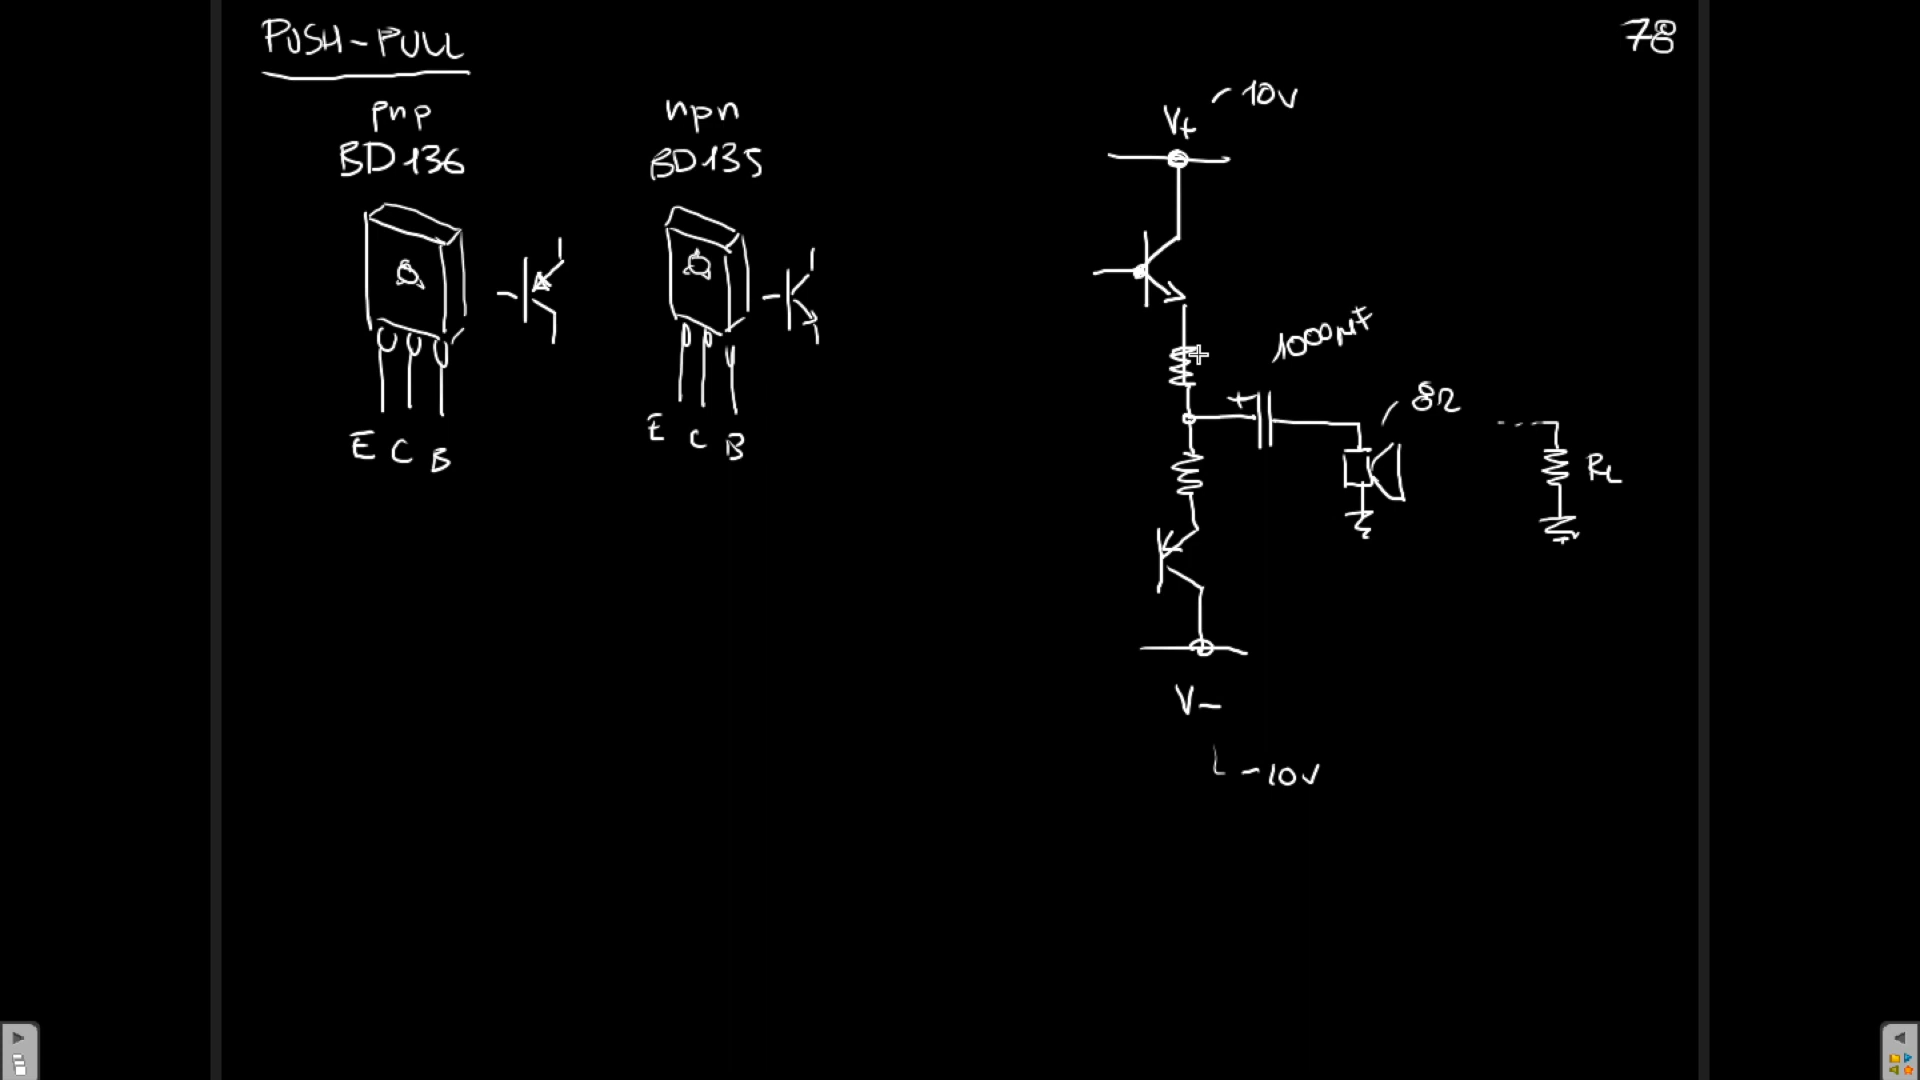 PUSH-PULL
78
pnp
BD136
npn
BD135
E C B
E C B
10V
V+
1000µF
8Ω
RL
V-
-10V